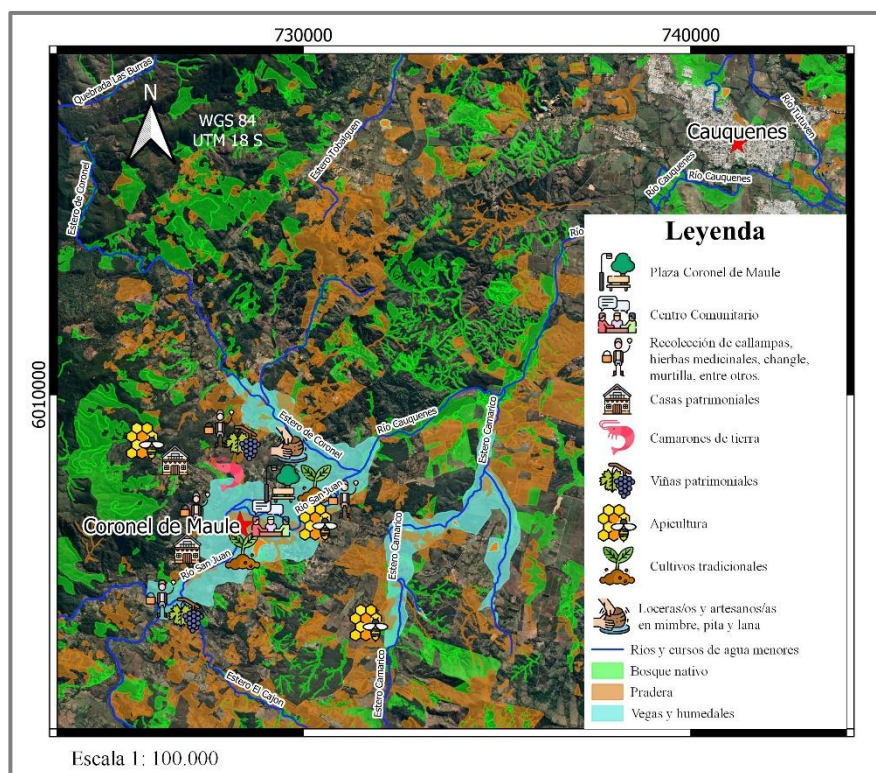 730000
740000
Quebrada Las Burras
WGS 84
UTM 18 S
Estero Tobalguen
Cauquenes
Río Tutuven
Río Cauquenes
Río Cauquenes
Estero de Coronel
Río
6010000
Estero de Coronel
Río Cauquenes
Estero Camarico
Río San Juan
Coronel de Maule
Río San Juan
Estero Camarico
Estero El Cajon
Estero Camarico
Leyenda
Plaza Coronel de Maule
Centro Comunitario
Recolección de callampas,
hierbas medicinales, changle,
murtilla, entre otros.
Casas patrimoniales
Camarones de tierra
Viñas patrimoniales
Apicultura
Cultivos tradicionales
Loceras/os y artesanos/as
en mimbre, pita y lana
Rios y cursos de agua menores
Bosque nativo
Pradera
Vegas y humedales
Escala 1: 100.000